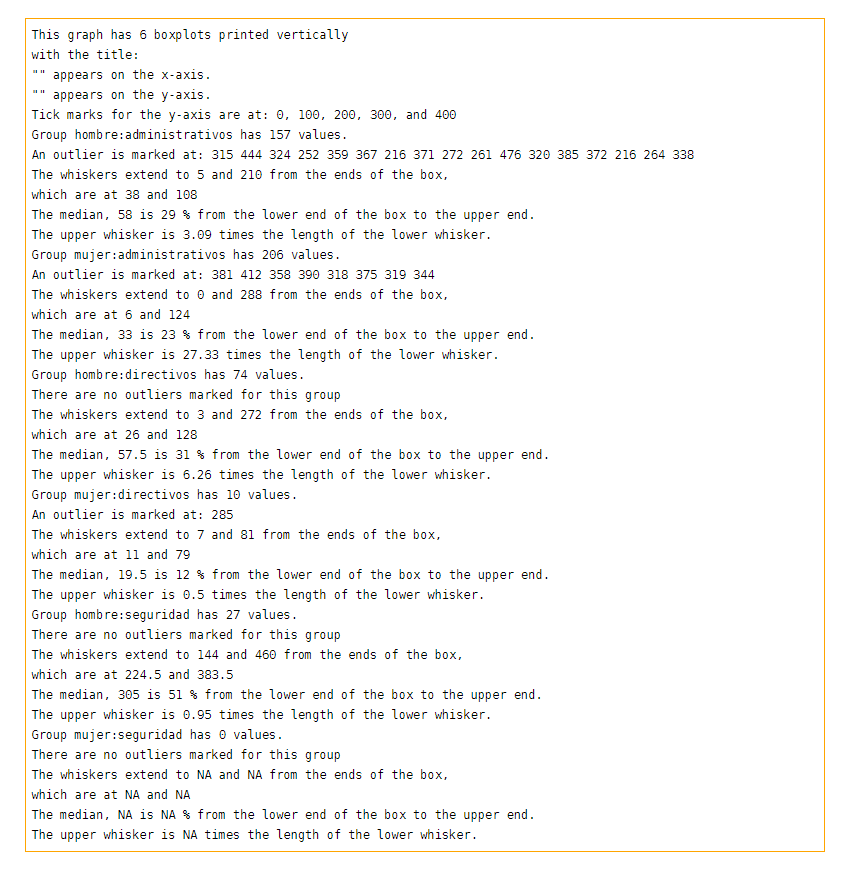 This graph has 6 boxplots printed vertically
with the title:
"" appears on the x-axis.
"" appears on the y-axis.
Tick marks for the y-axis are at: 0, 100, 200, 300, and 400
Group hombre:administrativos has 157 values.
An outlier is marked at: 315 444 324 252 359 367 216 371 272 261 476 320 385 372 216 264 338
The whiskers extend to 5 and 210 from the ends of the box,
which are at 38 and 108
The median, 58 is 29 % from the lower end of the box to the upper end.
The upper whisker is 3.09 times the length of the lower whisker.
Group mujer:administrativos has 206 values.
An outlier is marked at: 381 412 358 390 318 375 319 344
The whiskers extend to 0 and 288 from the ends of the box,
which are at 6 and 124
The median, 33 is 23 % from the lower end of the box to the upper end.
The upper whisker is 27.33 times the length of the lower whisker.
Group hombre:directivos has 74 values.
There are no outliers marked for this group
The whiskers extend to 3 and 272 from the ends of the box,
which are at 26 and 128
The median, 57.5 is 31 % from the lower end of the box to the upper end.
The upper whisker is 6.26 times the length of the lower whisker.
Group mujer:directivos has 10 values.
An outlier is marked at: 285
The whiskers extend to 7 and 81 from the ends of the box,
which are at 11 and 79
The median, 19.5 is 12 % from the lower end of the box to the upper end.
The upper whisker is 0.5 times the length of the lower whisker.
Group hombre:seguridad has 27 values.
There are no outliers marked for this group
The whiskers extend to 144 and 460 from the ends of the box,
which are at 224.5 and 383.5
The median, 305 is 51 % from the lower end of the box to the upper end.
The upper whisker is 0.95 times the length of the lower whisker.
Group mujer:seguridad has 0 values.
There are no outliers marked for this group
The whiskers extend to NA and NA from the ends of the box,
which are at NA and NA
The median, NA is NA % from the lower end of the box to the upper end.
The upper whisker is NA times the length of the lower whisker.